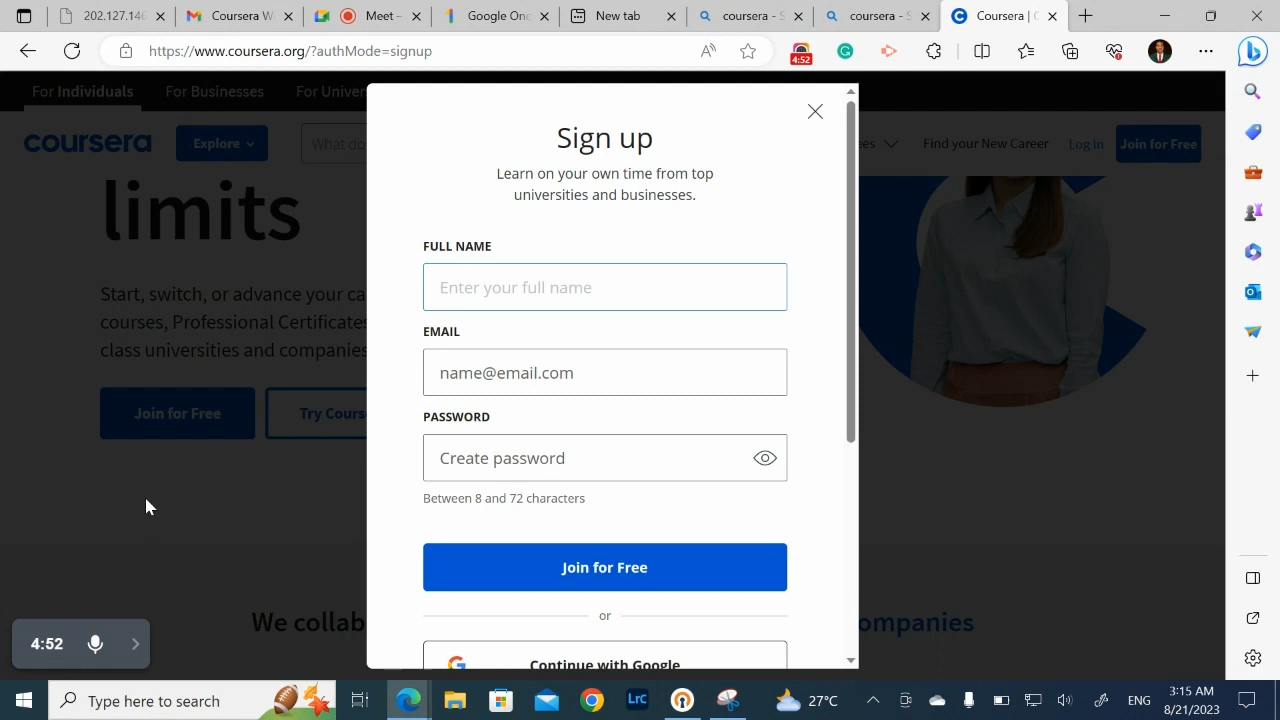 202.127.146
Coursera W
Meet -
Google One
New tab
coursera - S
coursera - S
Coursera | C
https://www.coursera.org/?authMode=signup
4:52
For Individuals
For Businesses
For Univer
coursera
Explore
What do
Find your New Career
Log In
Join for Free
limits
Start, switch, or advance your ca
courses, Professional Certificates
class universities and companies
Join for Free
Try Cours
Sign up
Learn on your own time from top
universities and businesses.
FULL NAME
Enter your full name
EMAIL
name@email.com
PASSWORD
Create password
Between 8 and 72 characters
Join for Free
or
Continue with Google
We collab
ompanies
4:52
Type here to search
LrC
27°C
ENG
3:15 AM
8/21/2023